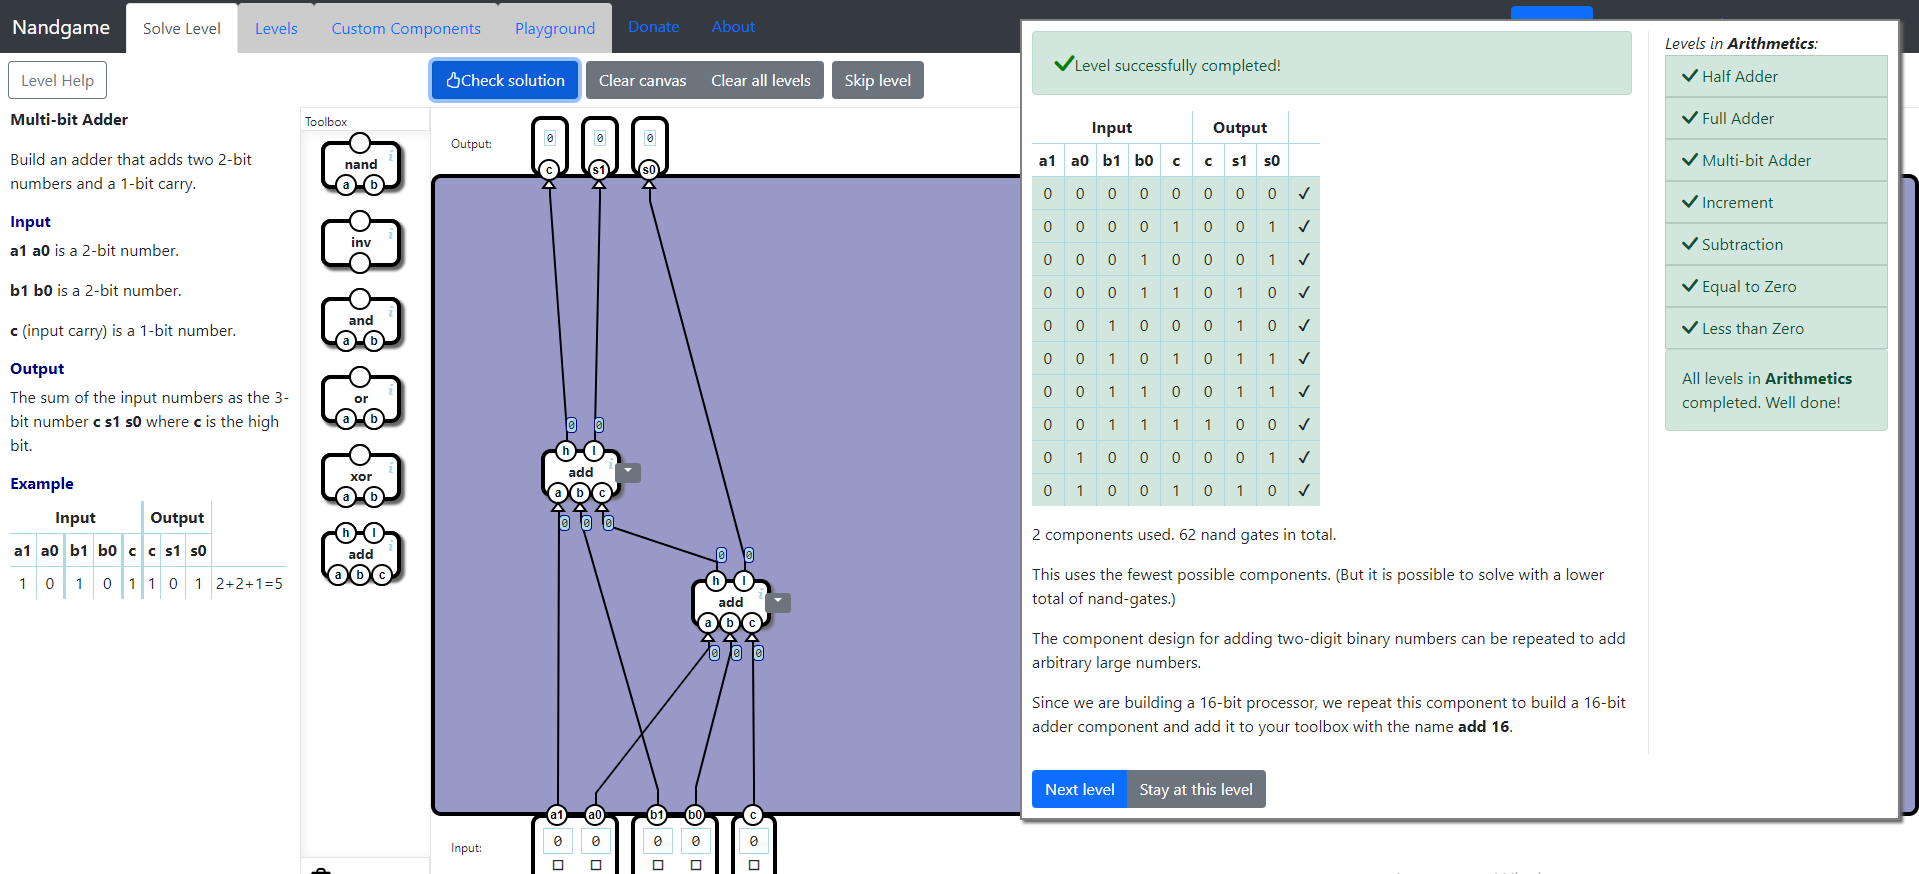 Nandgame Solve Level Levels Custom Components Playground Donate About
Level Help
Check solution Clear canvas Clear all levels Skip level
Multi-bit Adder
Build an adder that adds two 2-bit
numbers and a 1-bit carry.
Input
a1 a0 is a 2-bit number.
b1 b0 is a 2-bit number.
c (input carry) is a 1-bit number.
Output
The sum of the input numbers as the 3-
bit number c s1 s0 where c is the high
bit.
Example
Input Output
a1 a0 b1 b0 c c s1 s0
1 0 1 0 1 1 0 1 2+2+1=5
Toolbox
i
nand
a b
i
inv
i
and
a b
i
or
a b
i
xor
a b
h l
i
add
a b c
Output:
0 0 0
c s1 s0
0 0
h l
i
add
a b c
0 0 0
0 0
h l
i
add
a b c
0 0 0
a1 a0 b1 b0 c
Input:
0 0 0 0 0
Level successfully completed!
Input Output
a1 a0 b1 b0 c c s1 s0
0 0 0 0 0 0 0 0 ✓
0 0 0 0 1 0 0 1 ✓
0 0 0 1 0 0 0 1 ✓
0 0 0 1 1 0 1 0 ✓
0 0 1 0 0 0 1 0 ✓
0 0 1 0 1 0 1 1 ✓
0 0 1 1 0 0 1 1 ✓
0 0 1 1 1 1 0 0 ✓
0 1 0 0 0 0 0 1 ✓
0 1 0 0 1 0 1 0 ✓
2 components used. 62 nand gates in total.
This uses the fewest possible components. (But it is possible to solve with a lower
total of nand-gates.)
The component design for adding two-digit binary numbers can be repeated to add
arbitrary large numbers.
Since we are building a 16-bit processor, we repeat this component to build a 16-bit
adder component and add it to your toolbox with the name add 16.
Next level Stay at this level
Levels in Arithmetics:
Half Adder
Full Adder
Multi-bit Adder
Increment
Subtraction
Equal to Zero
Less than Zero
All levels in Arithmetics
completed. Well done!